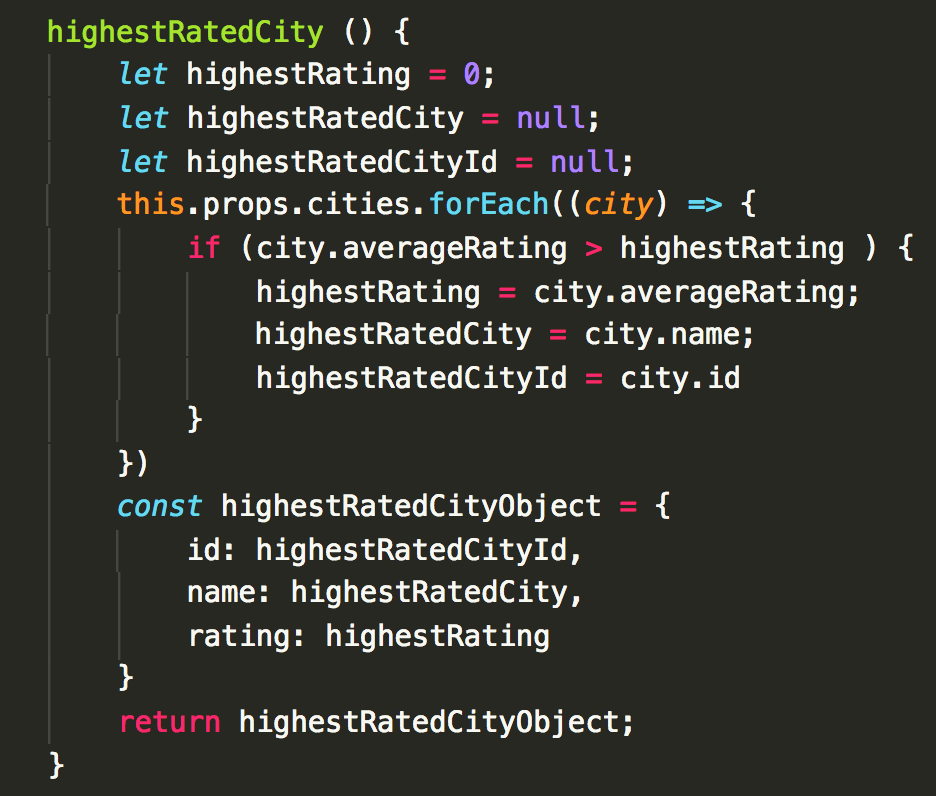 highestRatedCity () {
    let highestRating = 0;
    let highestRatedCity = null;
    let highestRatedCityId = null;
    this.props.cities.forEach((city) => {
        if (city.averageRating > highestRating ) {
            highestRating = city.averageRating;
            highestRatedCity = city.name;
            highestRatedCityId = city.id
        }
    })
    const highestRatedCityObject = {
        id: highestRatedCityId,
        name: highestRatedCity,
        rating: highestRating
    }
    return highestRatedCityObject;
}